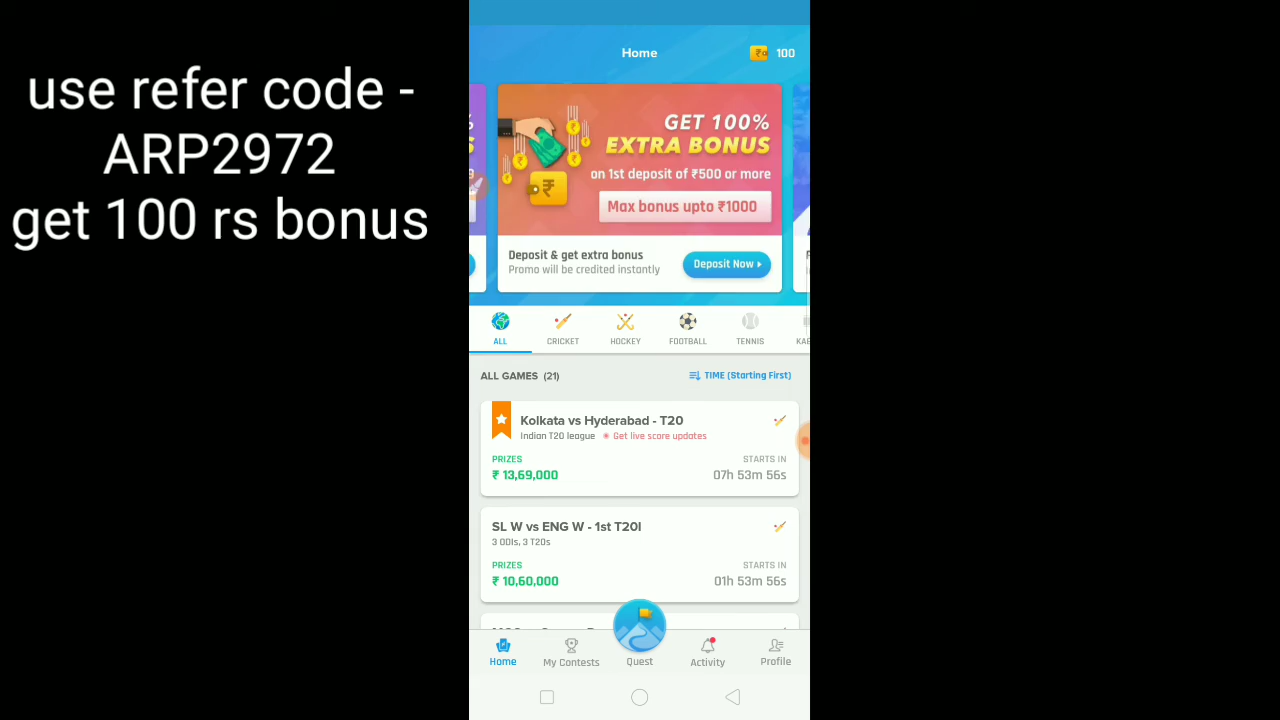 use refer code -
ARP2972
get 100 rs bonus
Home
100
GET 100%
EXTRA BONUS
on 1st deposit of ₹500 or more
Max bonus upto ₹1000
Deposit & get extra bonus
Promo will be credited instantly
Deposit Now
ALL
CRICKET
HOCKEY
FOOTBALL
TENNIS
ALL GAMES (21)
TIME (Starting First)
Kolkata vs Hyderabad - T20
Indian T20 league
Get live score updates
PRIZES
STARTS IN
₹ 13,69,000
07h 53m 56s
SL W vs ENG W - 1st T20I
3 ODIs, 3 T20s
PRIZES
STARTS IN
₹ 10,60,000
01h 53m 56s
Home
My Contests
Quest
Activity
Profile